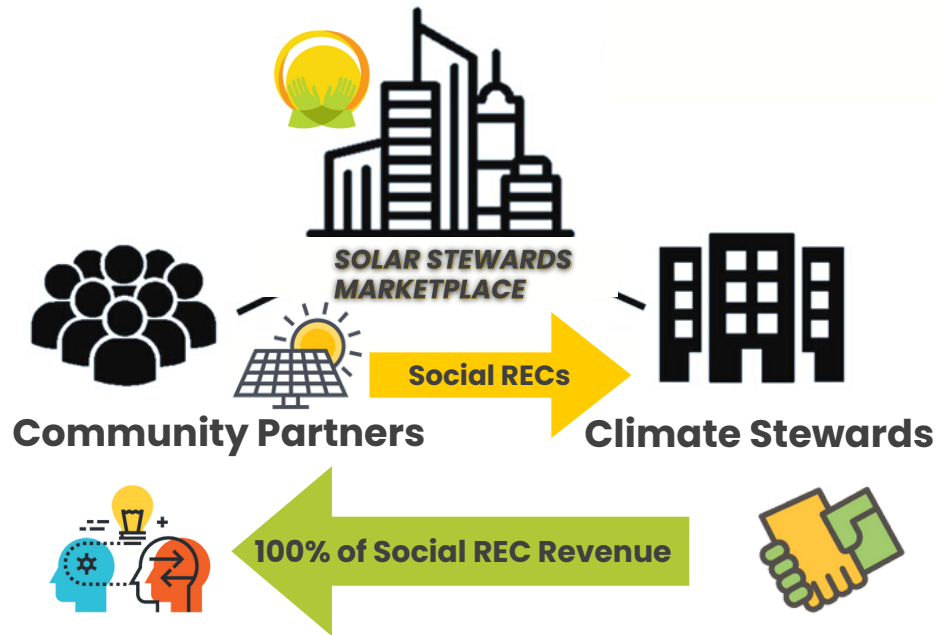 SOLAR STEWARDS
MARKETPLACE
Social RECs
Community Partners
Climate Stewards
100% of Social REC Revenue